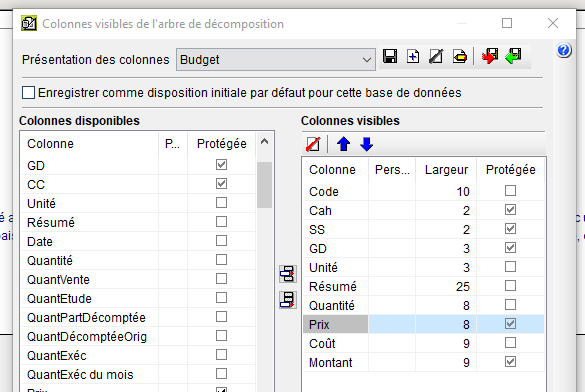 Colonnes visibles de l'arbre de décomposition
Présentation des colonnes Budget
Enregistrer comme disposition initiale par défaut pour cette base de données
Colonnes disponibles
Colonne P... Protégée
GD
CC
Unité
Résumé
Date
Quantité
QuantVente
QuantEtude
QuantPartDécomptée
QuantDécomptéeOrig
QuantExéc
QuantExéc du mois
Colonnes visibles
Colonne Pers... Largeur Protégée
Code 10
Cah 2
SS 2
GD 3
Unité 3
Résumé 25
Quantité 8
Prix 8
Coût 9
Montant 9